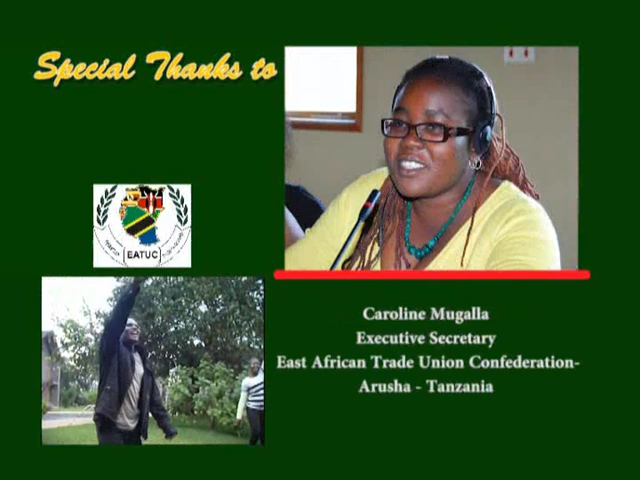 Special Thanks to
EATUC
Caroline Mugalla
Executive Secretary
East African Trade Union Confederation-
Arusha - Tanzania